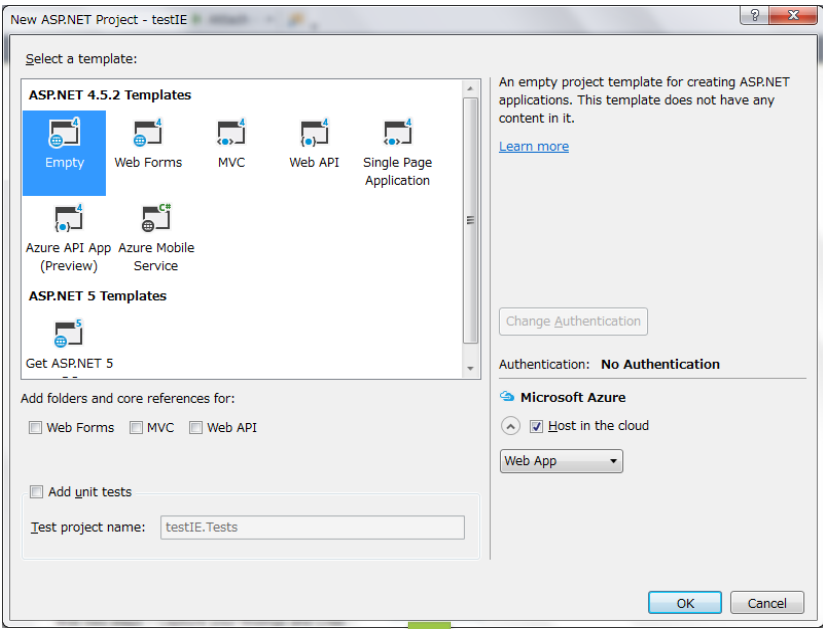 New ASP.NET Project - testIE
Select a template:
ASP.NET 4.5.2 Templates
Empty
Web Forms
MVC
Web API
Single Page
Application
Azure API App
(Preview)
Azure Mobile
Service
ASP.NET 5 Templates
Get ASP.NET 5
An empty project template for creating ASP.NET
applications. This template does not have any
content in it.
Learn more
Change Authentication
Authentication: No Authentication
Microsoft Azure
Host in the cloud
Web App
Add folders and core references for:
Web Forms MVC Web API
Add unit tests
Test project name: testIE.Tests
OK Cancel